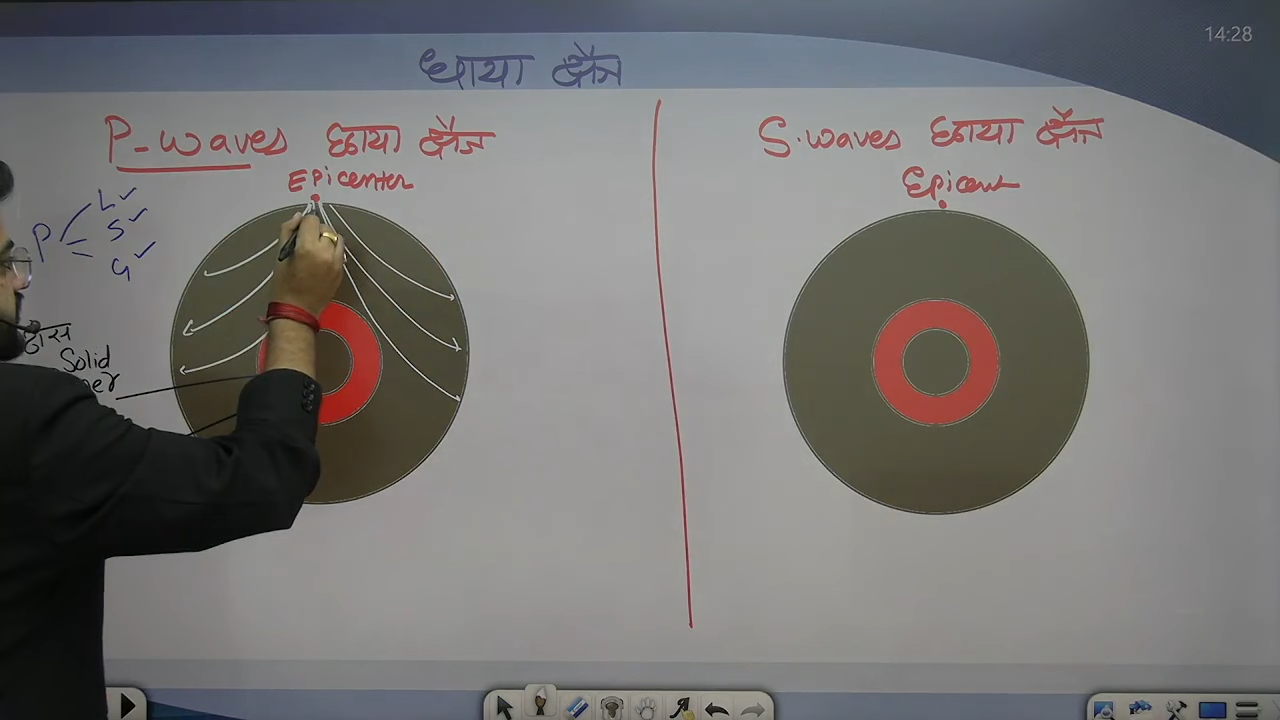 छाया क्षेत्र
14:28
P-waves छाया क्षेत्र
S.waves छाया क्षेत्र
Epicenter
Epicent
P
L ✓
S ✓
G ✓
Solid